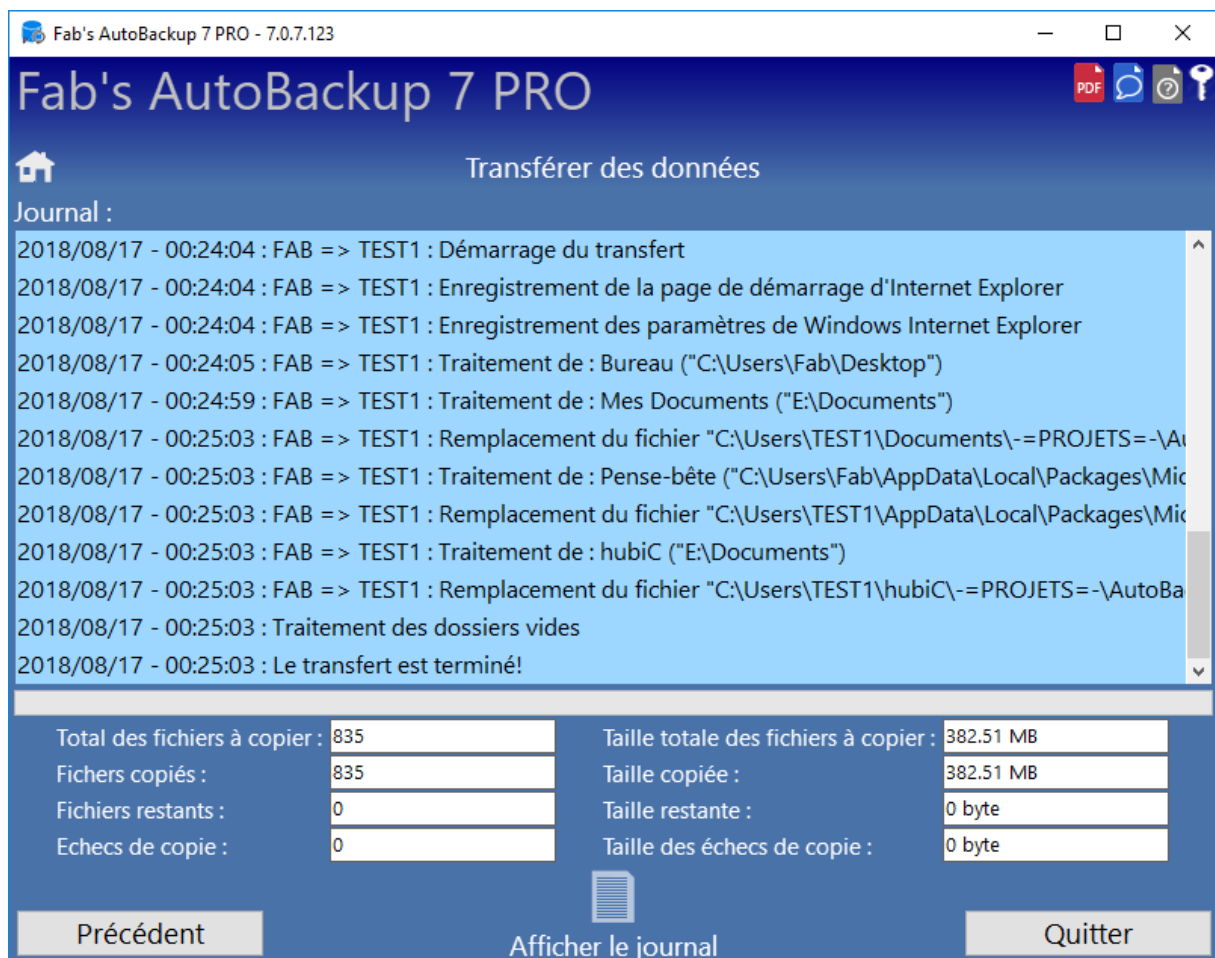 Fab's AutoBackup 7 PRO - 7.0.7.123
Fab's AutoBackup 7 PRO
PDF
?
Transférer des données
Journal :
2018/08/17 - 00:24:04 : FAB => TEST1 : Démarrage du transfert
2018/08/17 - 00:24:04 : FAB => TEST1 : Enregistrement de la page de démarrage d'Internet Explorer
2018/08/17 - 00:24:04 : FAB => TEST1 : Enregistrement des paramètres de Windows Internet Explorer
2018/08/17 - 00:24:05 : FAB => TEST1 : Traitement de : Bureau ("C:\Users\Fab\Desktop")
2018/08/17 - 00:24:59 : FAB => TEST1 : Traitement de : Mes Documents ("E:\Documents")
2018/08/17 - 00:25:03 : FAB => TEST1 : Remplacement du fichier "C:\Users\TEST1\Documents\-=PROJETS=-\Au
2018/08/17 - 00:25:03 : FAB => TEST1 : Traitement de : Pense-bête ("C:\Users\Fab\AppData\Local\Packages\Mic
2018/08/17 - 00:25:03 : FAB => TEST1 : Remplacement du fichier "C:\Users\TEST1\AppData\Local\Packages\Mic
2018/08/17 - 00:25:03 : FAB => TEST1 : Traitement de : hubiC ("E:\Documents")
2018/08/17 - 00:25:03 : FAB => TEST1 : Remplacement du fichier "C:\Users\TEST1\hubiC\-=PROJETS=-\AutoBa
2018/08/17 - 00:25:03 : Traitement des dossiers vides
2018/08/17 - 00:25:03 : Le transfert est terminé!
Total des fichiers à copier : 835 Taille totale des fichiers à copier : 382.51 MB
Fichers copiés : 835 Taille copiée : 382.51 MB
Fichiers restants : 0 Taille restante : 0 byte
Echecs de copie : 0 Taille des échecs de copie : 0 byte
Précédent Afficher le journal Quitter